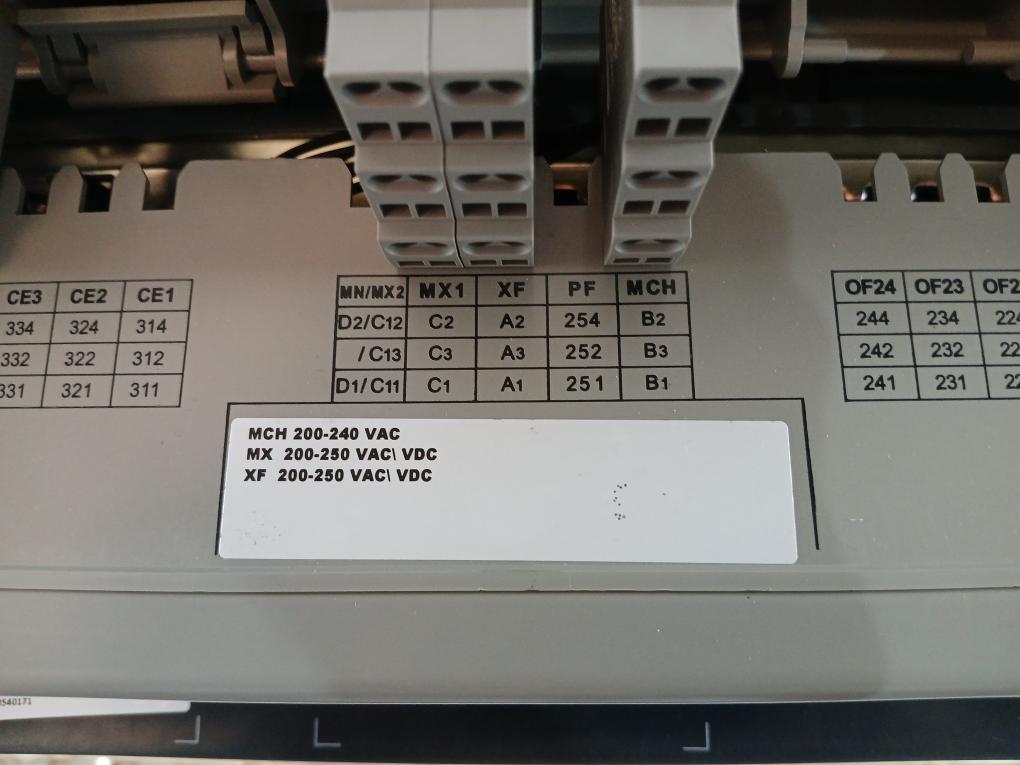 CE3 CE2 CE1
334 324 314
332 322 312
331 321 311
MN/MX2 MX1 XF PF MCH
D2/C12 C2 A2 254 B2
/C13 C3 A3 252 B3
D1/C11 C1 A1 251 B1
OF24 OF23
244 234 224
242 232
241 231
MCH 200-240 VAC
MX 200-250 VAC\ VDC
XF 200-250 VAC\ VDC
540171